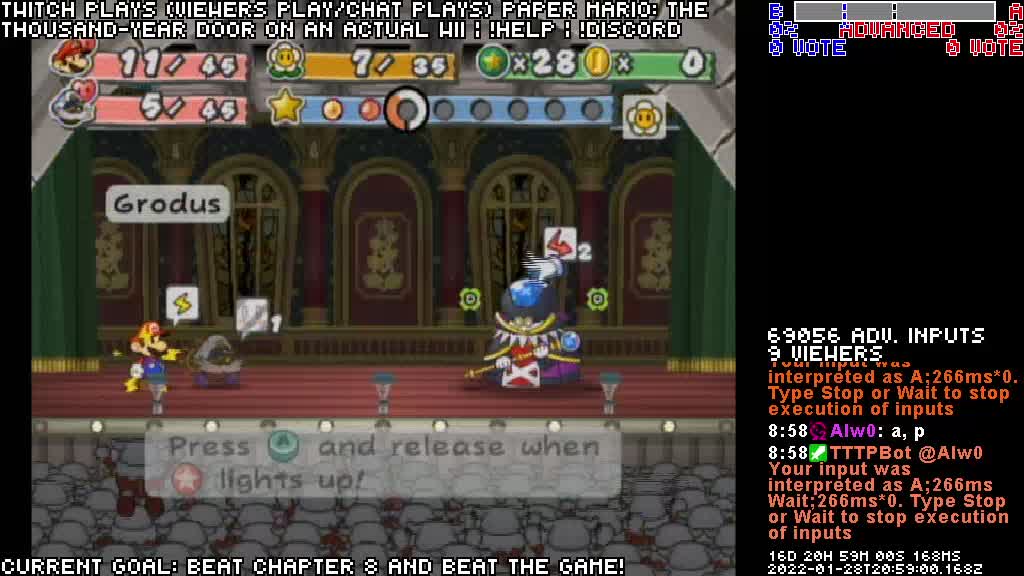 TWITCH PLAYS (VIEWERS PLAY/CHAT PLAYS) PAPER MARIO: THE
THOUSAND-YEAR DOOR ON AN ACTUAL WII | !HELP | !DISCORD
B A
0% ADVANCED 0%
0 VOTE 0 VOTE
11/45 7/35 ×28 × 0
5/45
Grodus
2
1
Press A and release when
lights up!
69056 ADV. INPUTS
9 VIEWERS
Your input was
interpreted as A;266ms*0.
Type Stop or Wait to stop
execution of inputs
8:58 Alw0: a, p
8:58 TTTPBot @Alw0
Your input was
interpreted as A;266ms
Wait;266ms*0. Type Stop
or Wait to stop execution
of inputs
16D 20H 59M 00S 168MS
2022-01-28T20:59:00.168Z
CURRENT GOAL: BEAT CHAPTER 8 AND BEAT THE GAME!